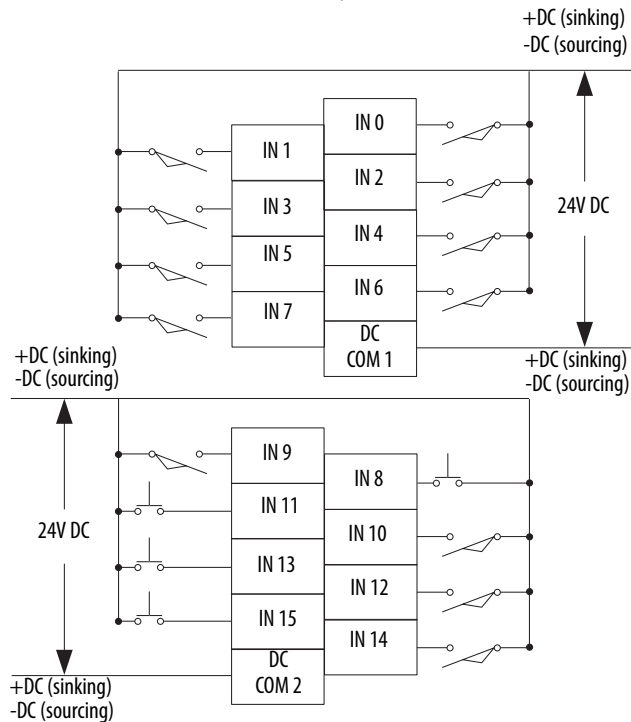 +DC (sinking)
-DC (sourcing)
IN 0
IN 1
IN 2
IN 3
IN 4
IN 5
IN 6
IN 7
DC
COM 1
24V DC
+DC (sinking)
-DC (sourcing)
+DC (sinking)
-DC (sourcing)
IN 9
IN 8
IN 11
IN 10
24V DC
IN 13
IN 12
IN 15
IN 14
DC
COM 2
+DC (sinking)
-DC (sourcing)